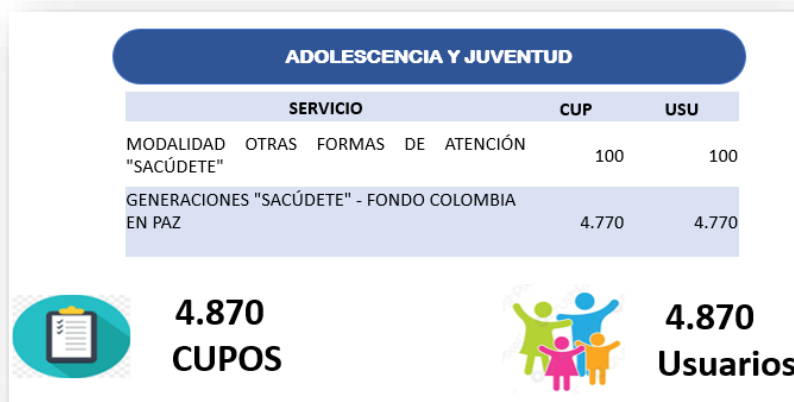 ADOLESCENCIA Y JUVENTUD
SERVICIO CUP USU
MODALIDAD OTRAS FORMAS DE ATENCIÓN
"SACÚDETE" 100 100
GENERACIONES "SACÚDETE" - FONDO COLOMBIA
EN PAZ 4.770 4.770
4.870
CUPOS
4.870
Usuarios